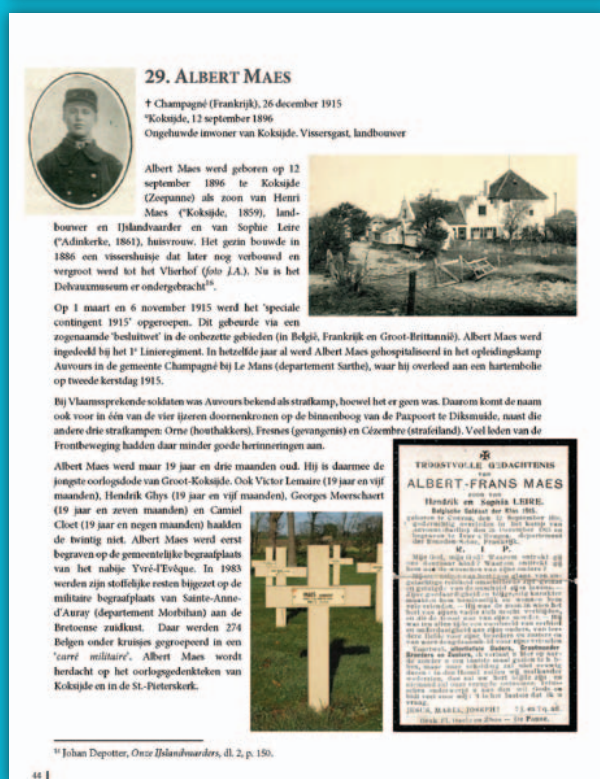 29. ALBERT MAES
† Champagné (Frankrijk), 26 december 1915
°Koksijde, 12 september 1896
Ongehuwde inwoner van Koksijde. Vissersgast, landbouwer
Albert Maes werd geboren op 12
september 1896 te Koksijde
(Zeepanne) als zoon van Henri
Maes (°Koksijde, 1859), land-
bouwer en IJslandvaarder en van Sophie Leire
(°Adinkerke, 1861), huisvrouw. Het gezin bouwde in
1886 een vissershuisje dat later nog verbouwd en
vergroot werd tot het Vlierhof (foto J.A.). Nu is het
Delvauxmuseum er ondergebracht
Op 1 maart en 6 november 1915 werd het 'speciale
contingent 1915' opgeroepen. Dit gebeurde via een
zogenaamde 'besluitwet' in de onbezette gebieden (in België, Frankrijk en Groot-Brittannië). Albert Maes werd
ingedeeld bij het 1e Linieregiment. In hetzelfde jaar al werd Albert Maes gehospitaliseerd in het opleidingskamp
Auvours in de gemeente Champagné bij Le Mans (departement Sarthe), waar hij overleed aan een hartembolie
op tweede kerstdag 1915.
Bij Vlaamssprekende soldaten was Auvours bekend als strafkamp, hoewel het er geen was. Daarom komt de naam
ook voor in één van de vier ijzeren doornenkronen op de binnenboog van de Paxpoort te Diksmuide, naast die
andere drie strafkampen: Orne (houthakkers), Fresnes (gevangenis) en Cézembre (strafeiland). Veel leden van de
Frontbeweging hadden daar minder goede herinneringen aan.
Albert Maes werd maar 19 jaar en drie maanden oud. Hij is daarmee de
jongste oorlogsdode van Groot-Koksijde. Ook Victor Lemaire (19 jaar en vijf
maanden), Hendrik Ghys (19 jaar en vijf maanden), Georges Meerschaert
(19 jaar en zeven maanden) en Camiel
Cloet (19 jaar en negen maanden) haalden
de twintig niet. Albert Maes werd eerst
begraven op de gemeentelijke begraafplaats
van het nabije Yvré-l'Evêque. In 1983
werden zijn stoffelijke resten bijgezet op de
militaire begraafplaats van Sainte-Anne-
d'Auray (departement Morbihan) aan de
Bretoense zuidkust. Daar werden 274
Belgen onder kruisjes gegroepeerd in een
'carré militaire'. Albert Maes wordt
herdacht op het oorlogsgedenkteken van
Koksijde en in de St.-Pieterskerk.
TROOSTVOLLE GEDACHTENIS
VAN
ALBERT-FRANS MAES
ZOON VAN
Hendrik en Sophia LEIRE.
Belgische Soldaat der Klas 1915.
R. I. P.
JESUS, MARIA, JOSEPH!
Johan Depotter, Onze IJslandvaarders, dl. 2, p. 150.
44